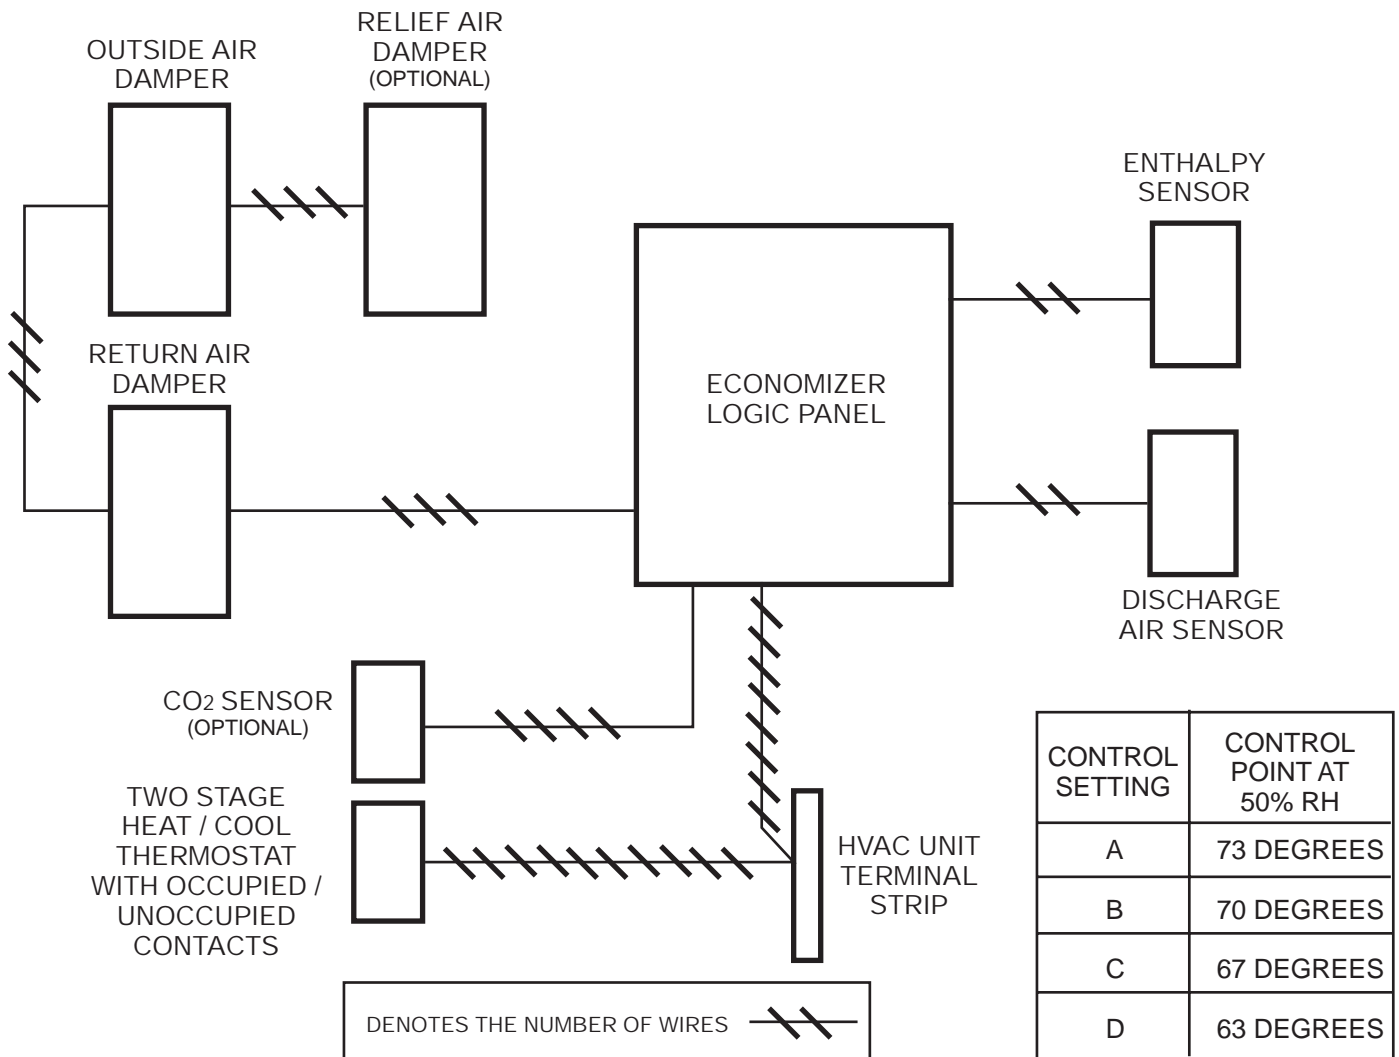 OUTSIDE AIR
DAMPER
RELIEF AIR
DAMPER
(OPTIONAL)
ENTHALPY
SENSOR
RETURN AIR
DAMPER
ECONOMIZER
LOGIC PANEL
DISCHARGE
AIR SENSOR
CO2 SENSOR
(OPTIONAL)
TWO STAGE
HEAT / COOL
THERMOSTAT
WITH OCCUPIED /
UNOCCUPIED
CONTACTS
HVAC UNIT
TERMINAL
STRIP
CONTROL
SETTING
CONTROL
POINT AT
50% RH
A 73 DEGREES
B 70 DEGREES
C 67 DEGREES
D 63 DEGREES
DENOTES THE NUMBER OF WIRES